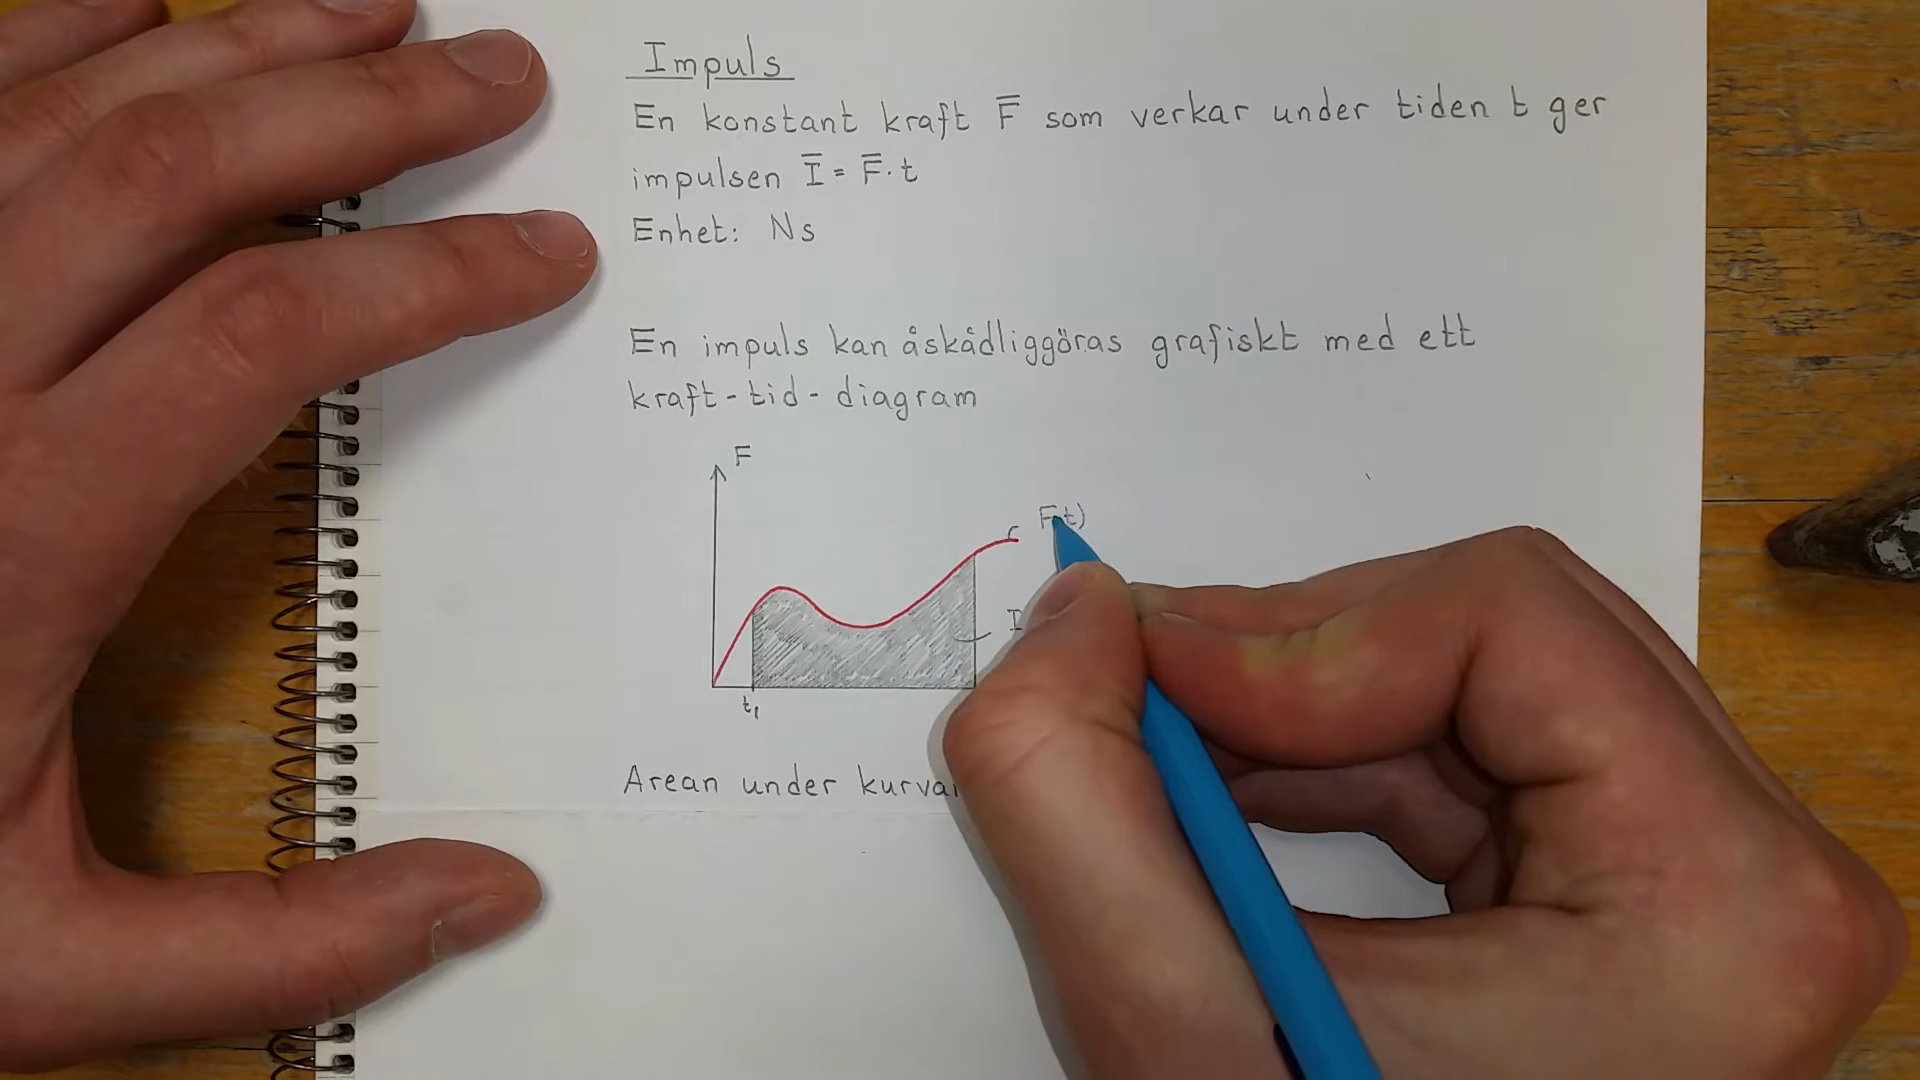 Impuls
En konstant kraft F̅ som verkar under tiden t ger
impulsen I̅ = F̅ · t
Enhet: Ns
En impuls kan åskådliggöras grafiskt med ett
kraft-tid-diagram
F
I
t₁
Arean under